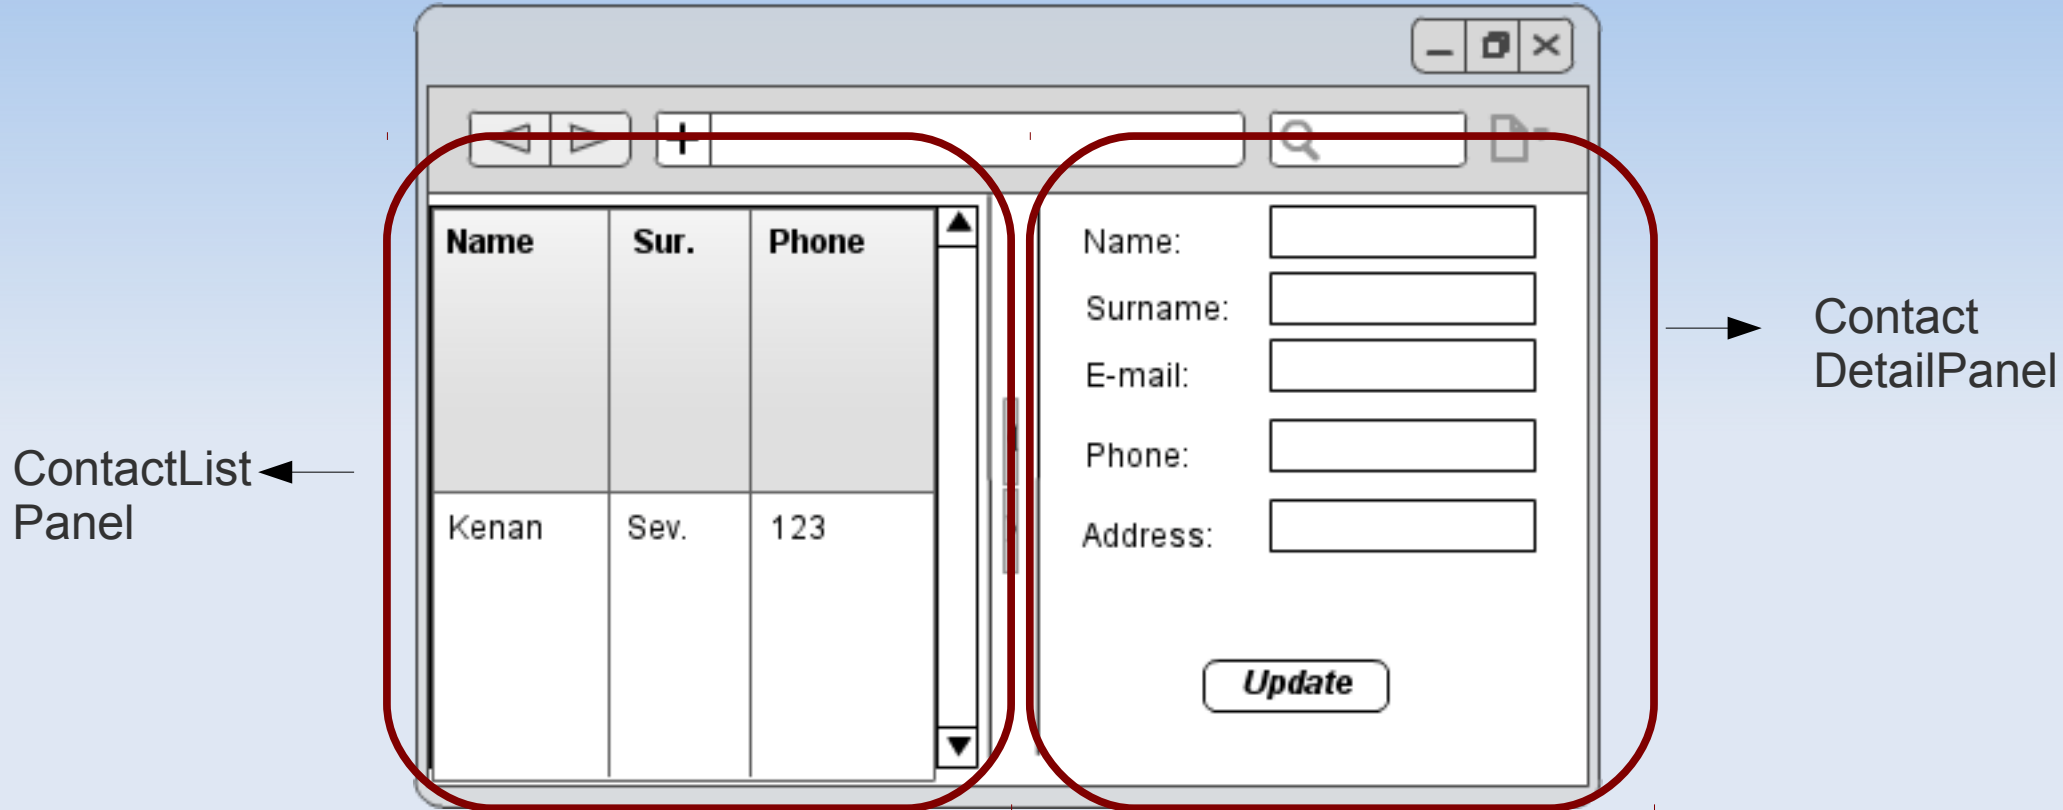 ContactList
Panel
Name Sur. Phone
Kenan Sev. 123
Name:
Surname:
E-mail:
Phone:
Address:
Update
Contact
DetailPanel